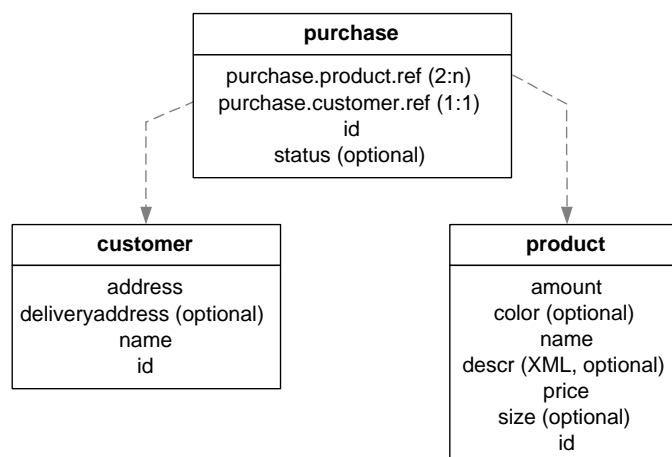 purchase
purchase.product.ref (2:n)
purchase.customer.ref (1:1)
id
status (optional)
customer
address
deliveryaddress (optional)
name
id
product
amount
color (optional)
name
descr (XML, optional)
price
size (optional)
id